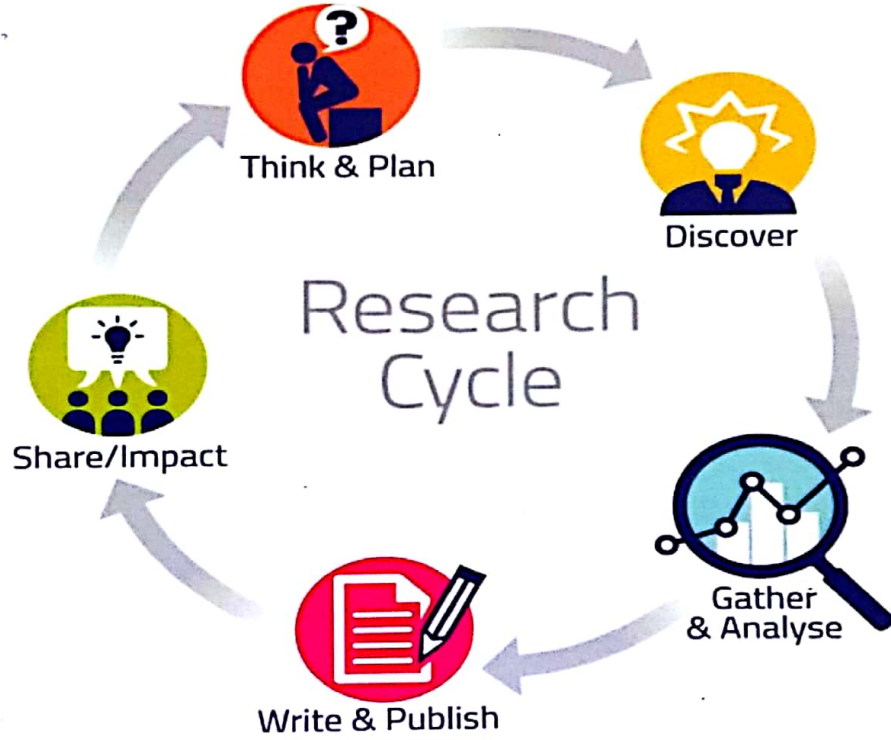 ?
Think & Plan
Discover
Research
Cycle
Share/Impact
Gather
& Analyse
Write & Publish